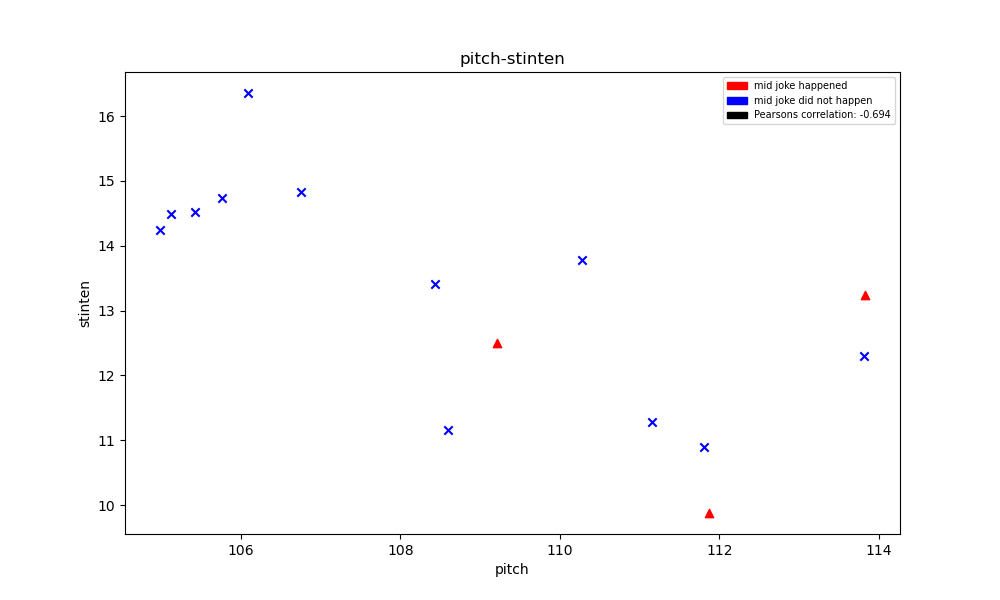 pitch-stinten
mid joke happened
mid joke did not happen
Pearsons correlation: -0.694
16
15
14
13
12
11
10
stinten
106
108
110
112
114
pitch